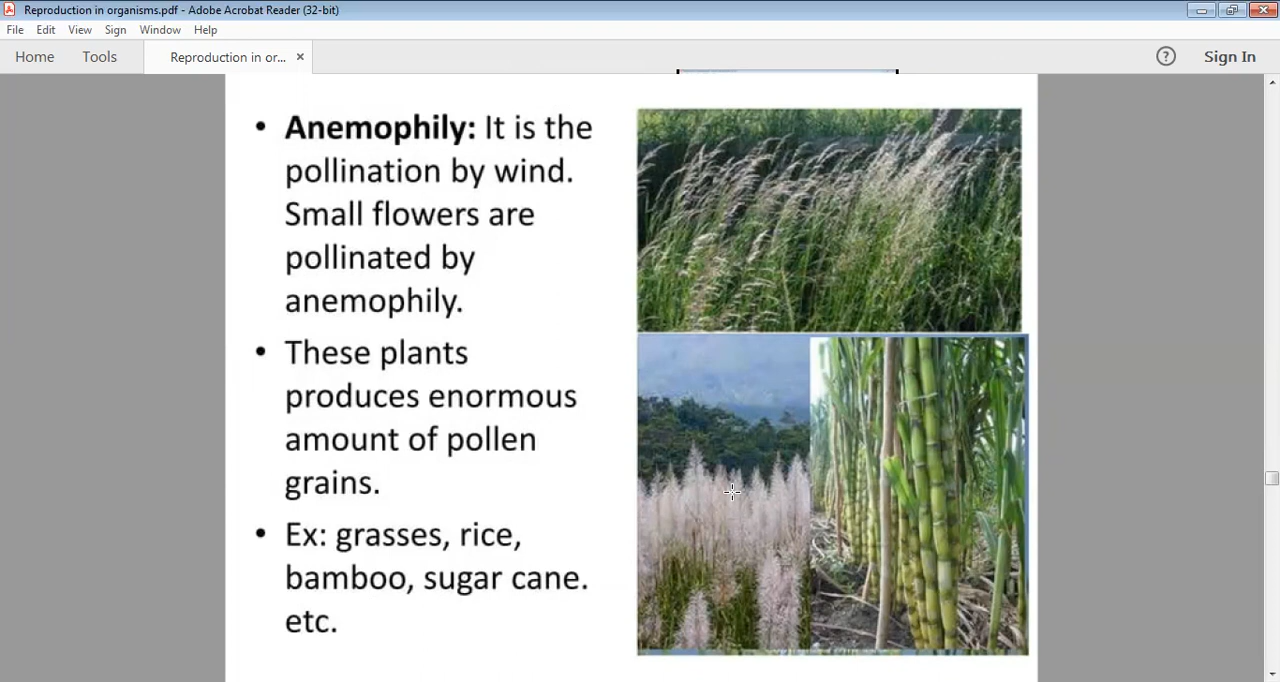 Reproduction in organisms.pdf - Adobe Acrobat Reader (32-bit)
File Edit View Sign Window Help
Home Tools Reproduction in or... × ? Sign In
• Anemophily: It is the
pollination by wind.
Small flowers are
pollinated by
anemophily.
• These plants
produces enormous
amount of pollen
grains.
• Ex: grasses, rice,
bamboo, sugar cane.
etc.